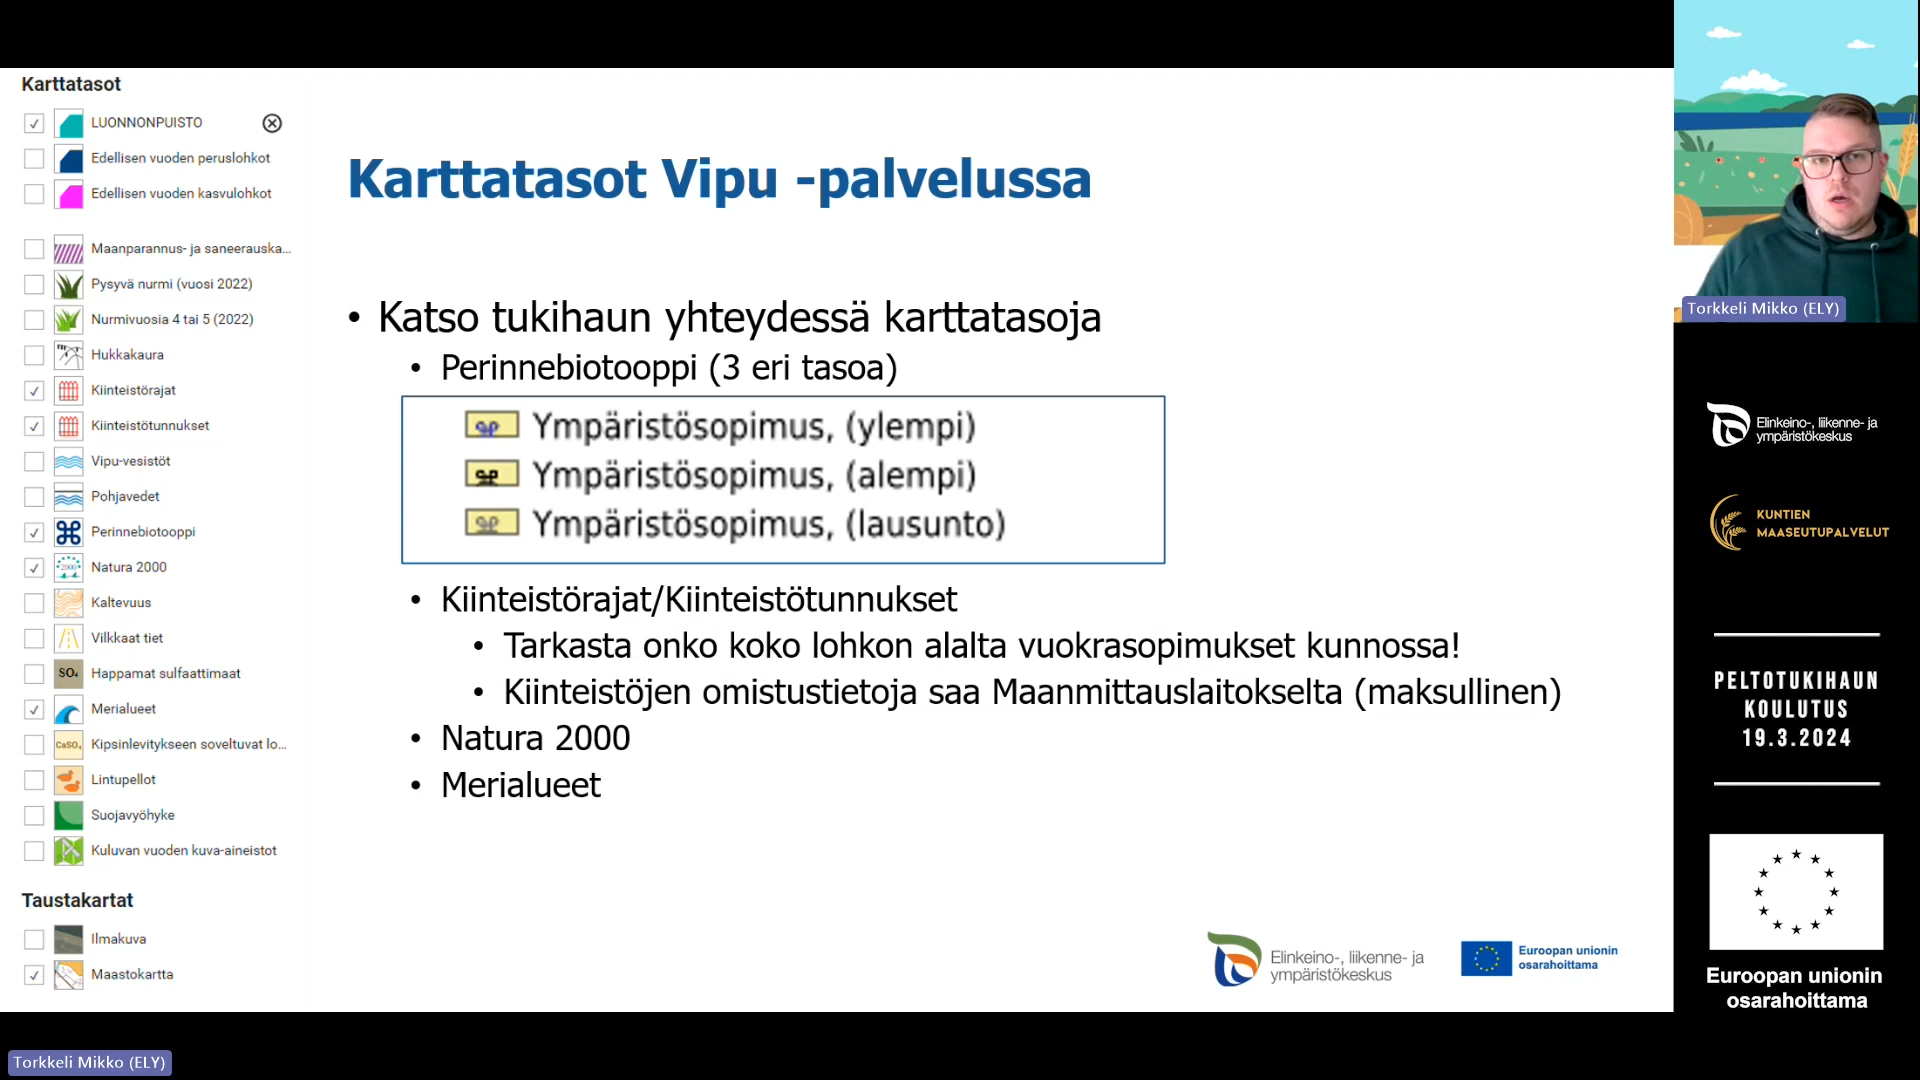 Karttatasot
LUONNONPUISTO
Edellisen vuoden peruslohkot
Edellisen vuoden kasvulohkot
Maanparannus- ja saneerauska...
Pysyvä nurmi (vuosi 2022)
Nurmivuosia 4 tai 5 (2022)
Hukkakaura
Kiinteistörajat
Kiinteistötunnukset
Vipu-vesistöt
Pohjavedet
Perinnebiotooppi
2000
Natura 2000
Kaltevuus
Vilkkaat tiet
SO₄
Happamat sulfaattimaat
Merialueet
CaSO₄
Kipsinlevitykseen soveltuvat lo...
Lintupellot
Suojavyöhyke
Kuluvan vuoden kuva-aineistot
Taustakartat
Ilmakuva
Maastokartta
Karttatasot Vipu -palvelussa
• Katso tukihaun yhteydessä karttatasoja
• Perinnebiotooppi (3 eri tasoa)
Ympäristösopimus, (ylempi)
Ympäristösopimus, (alempi)
Ympäristösopimus, (lausunto)
• Kiinteistörajat/Kiinteistötunnukset
• Tarkasta onko koko lohkon alalta vuokrasopimukset kunnossa!
• Kiinteistöjen omistustietoja saa Maanmittauslaitokselta (maksullinen)
• Natura 2000
• Merialueet
Elinkeino-, liikenne- ja
ympäristökeskus
Euroopan unionin
osarahoittama
Torkkeli Mikko (ELY)
Elinkeino-, liikenne- ja
ympäristökeskus
KUNTIEN
MAASEUTUPALVELUT
PELTOTUKIHAUN
KOULUTUS
19.3.2024
Euroopan unionin
osarahoittama
Torkkeli Mikko (ELY)